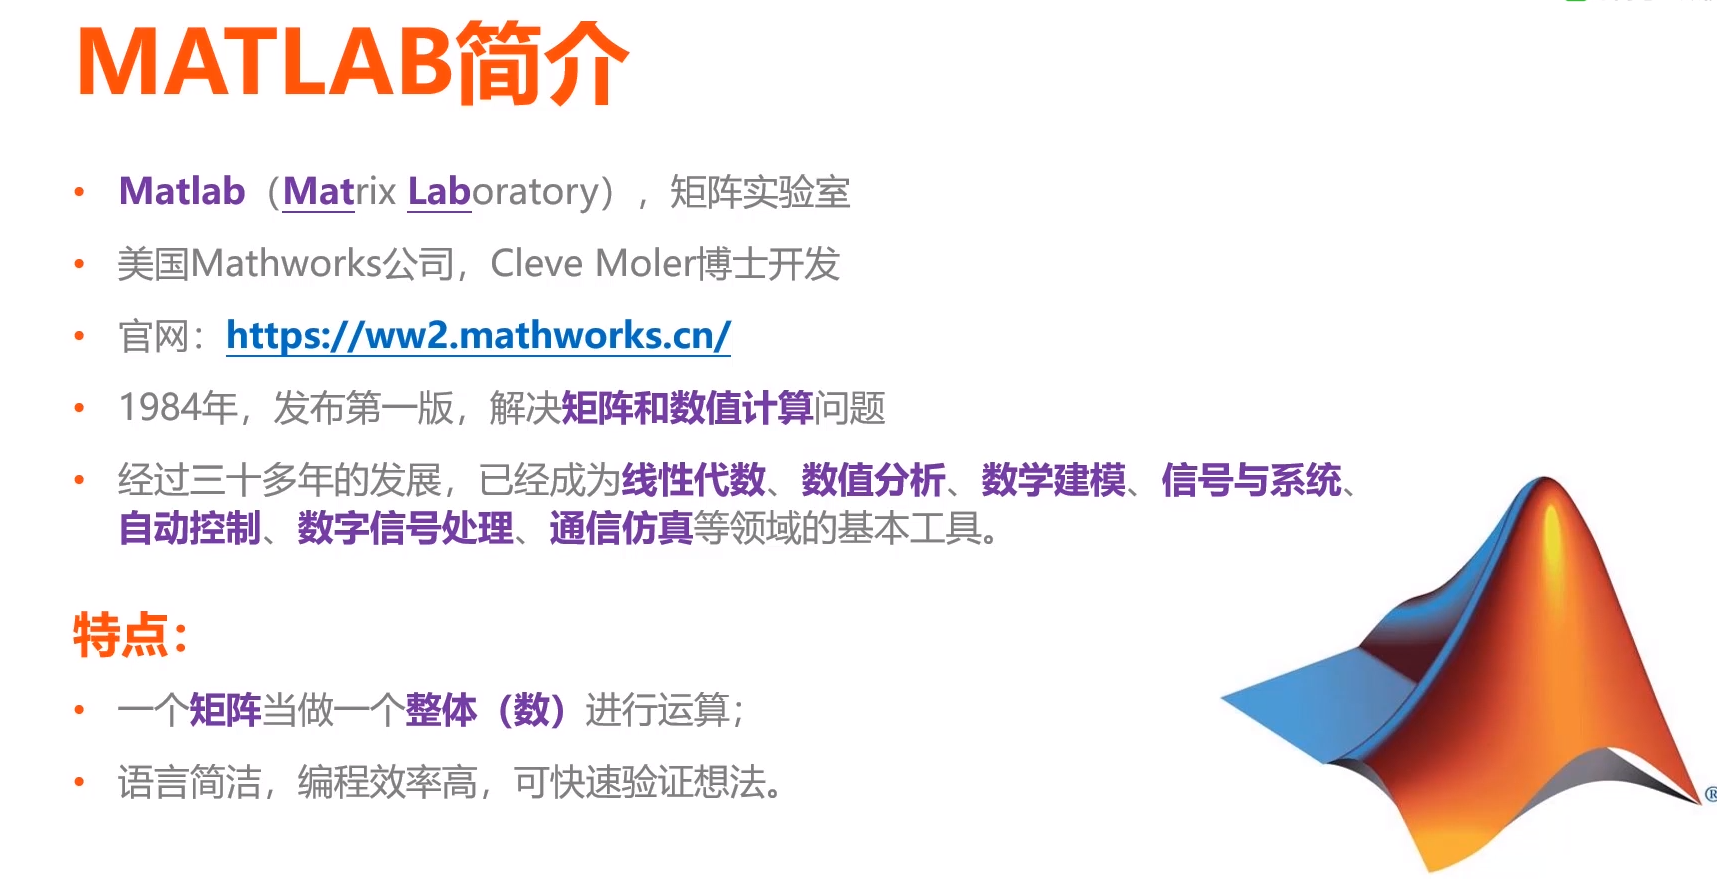 MATLAB简介
• Matlab（Matrix Laboratory），矩阵实验室
• 美国Mathworks公司，Cleve Moler博士开发
• 官网：https://ww2.mathworks.cn/
• 1984年，发布第一版，解决矩阵和数值计算问题
• 经过三十多年的发展，已经成为线性代数、数值分析、数学建模、信号与系统、
自动控制、数字信号处理、通信仿真等领域的基本工具。
特点：
• 一个矩阵当做一个整体（数）进行运算；
• 语言简洁，编程效率高，可快速验证想法。
®